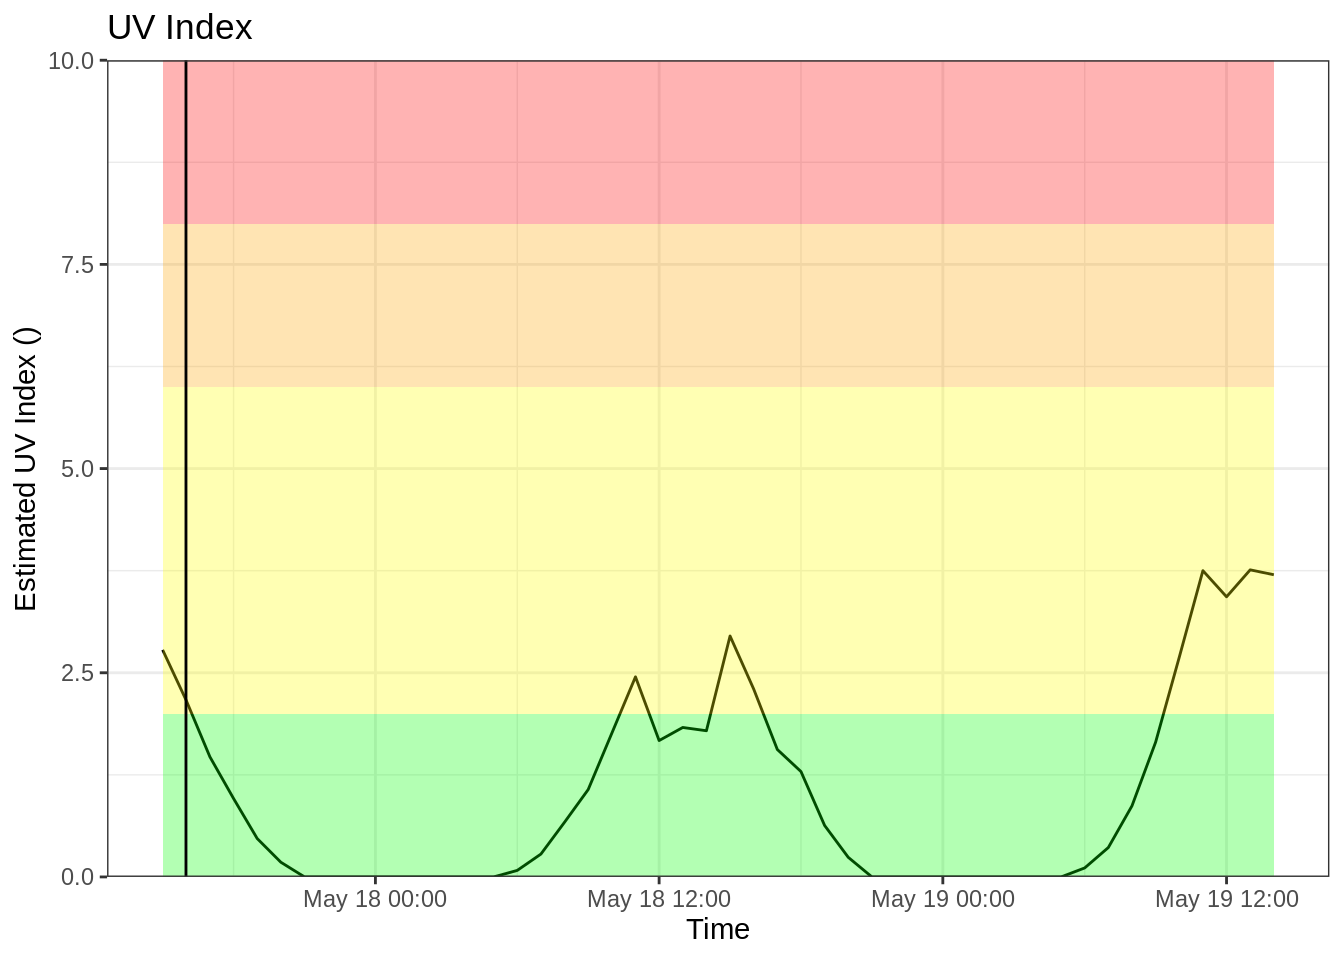 UV Index
10.0
7.5
5.0
2.5
0.0
Estimated UV Index ()
May 18 00:00
May 18 12:00
May 19 00:00
May 19 12:00
Time